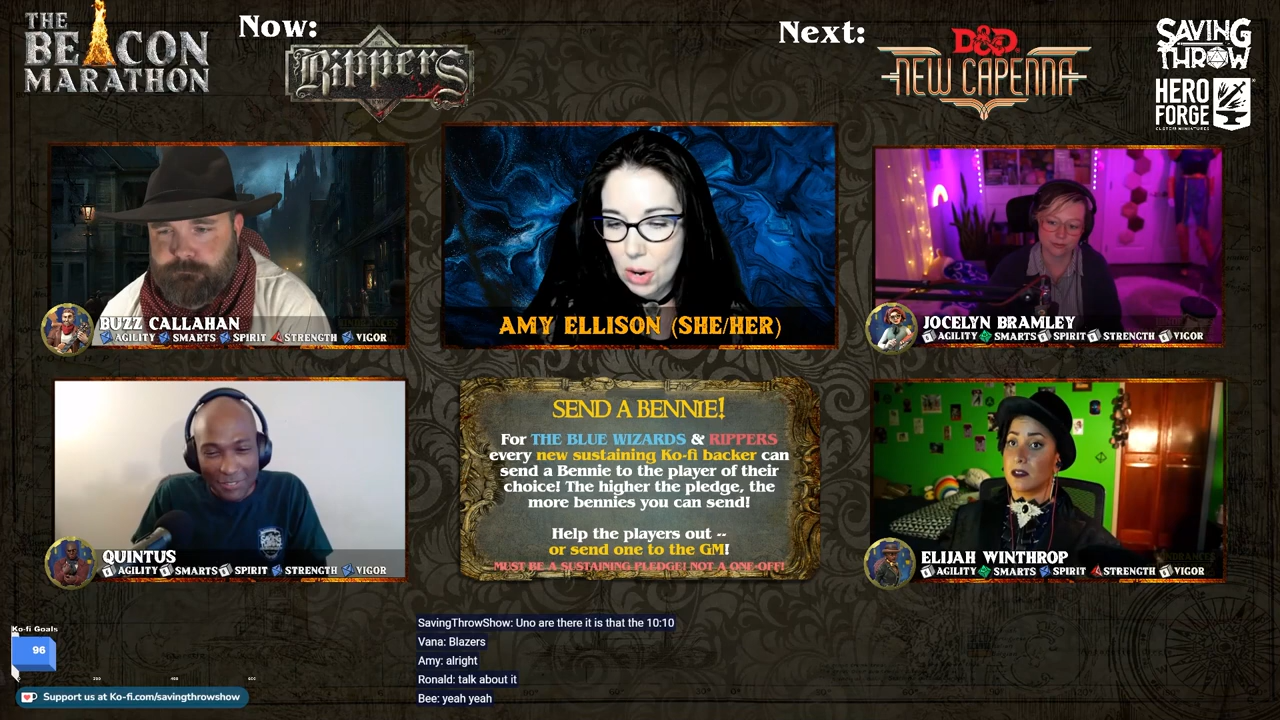 THE
BEACON
MARATHON
Now:
Rippers
Next:
D&D
NEW CAPENNA
SAVING
THROW
HERO
FORGE
CUSTOM MINIATURES
BUZZ CALLAHAN
AGILITY SMARTS SPIRIT STRENGTH VIGOR
AMY ELLISON (SHE/HER)
JOCELYN BRAMLEY
AGILITY SMARTS SPIRIT STRENGTH VIGOR
QUINTUS
AGILITY SMARTS SPIRIT STRENGTH VIGOR
SEND A BENNIE!
For THE BLUE WIZARDS & RIPPERS
every new sustaining Ko-fi backer can
send a Bennie to the player of their
choice! The higher the pledge, the
more bennies you can send!
Help the players out --
or send one to the GM!
MUST BE A SUSTAINING PLEDGE! NOT A ONE-OFF!
ELIJAH WINTHROP
AGILITY SMARTS SPIRIT STRENGTH VIGOR
Ko-fi Goals
96
Support us at Ko-fi.com/savingthrowshow
SavingThrowShow: Uno are there it is that the 10:10
Vana: Blazers
Amy: alright
Ronald: talk about it
Bee: yeah yeah